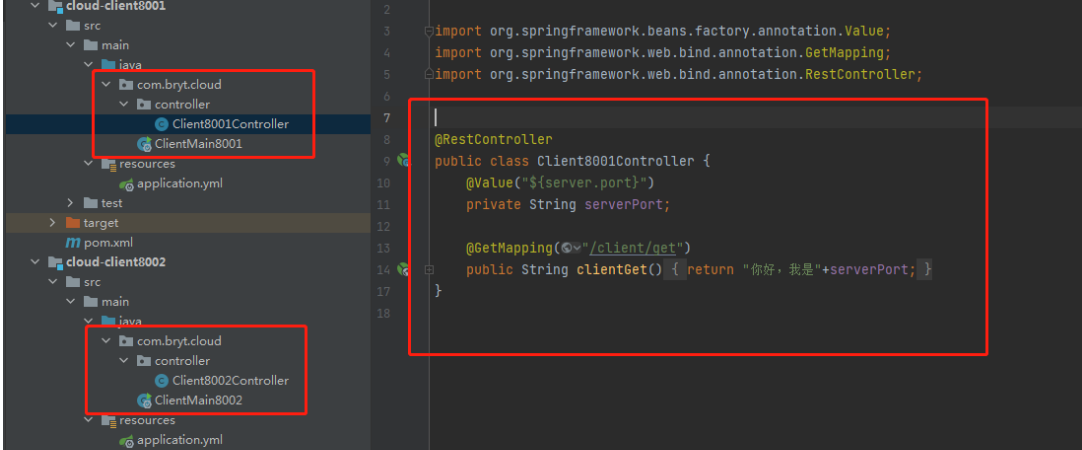 cloud-client8001
src
main
java
com.bryt.cloud
controller
Client8001Controller
ClientMain8001
resources
application.yml
test
target
pom.xml
cloud-client8002
src
main
java
com.bryt.cloud
controller
Client8002Controller
ClientMain8002
resources
application.yml
2
3 import org.springframework.beans.factory.annotation.Value;
4 import org.springframework.web.bind.annotation.GetMapping;
5 import org.springframework.web.bind.annotation.RestController;
6
7
8 @RestController
9 public class Client8001Controller {
10 @Value("${server.port}")
11 private String serverPort;
12
13 @GetMapping("/client/get")
14 public String clientGet() { return "你好，我是"+serverPort; }
17 }
18